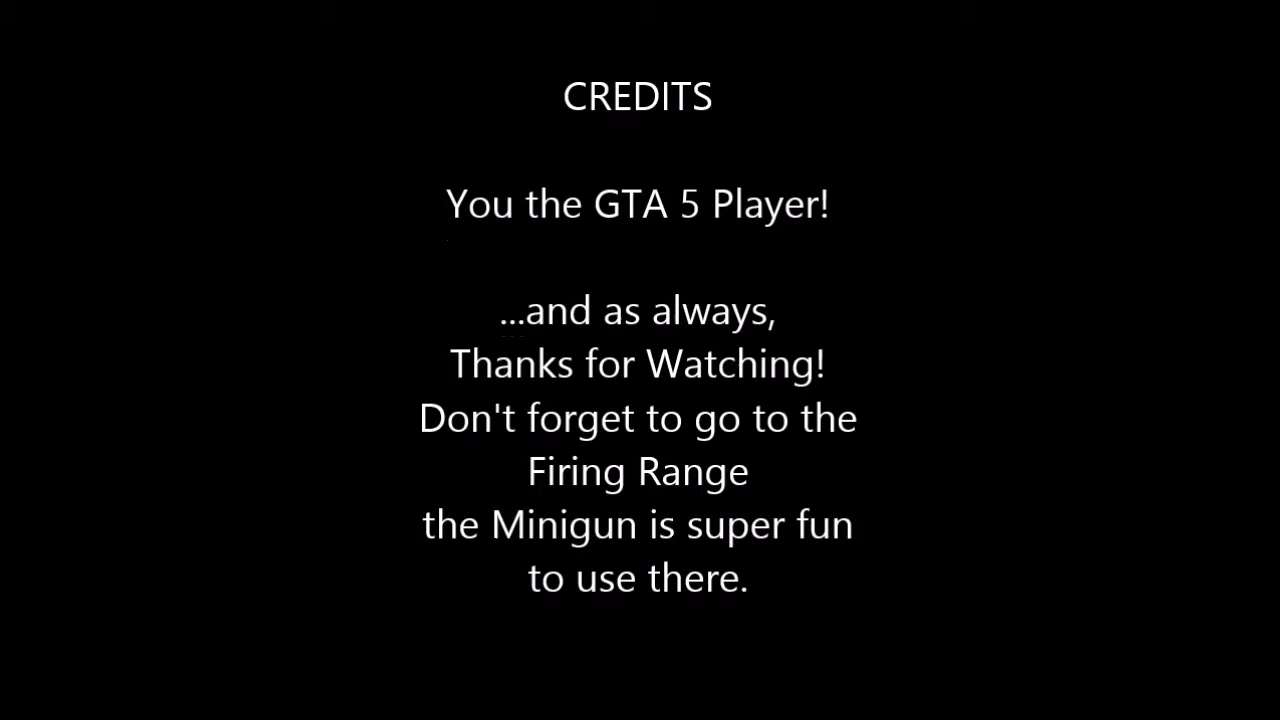 CREDITS
You the GTA 5 Player!
...and as always,
Thanks for Watching!
Don't forget to go to the
Firing Range
the Minigun is super fun
to use there.